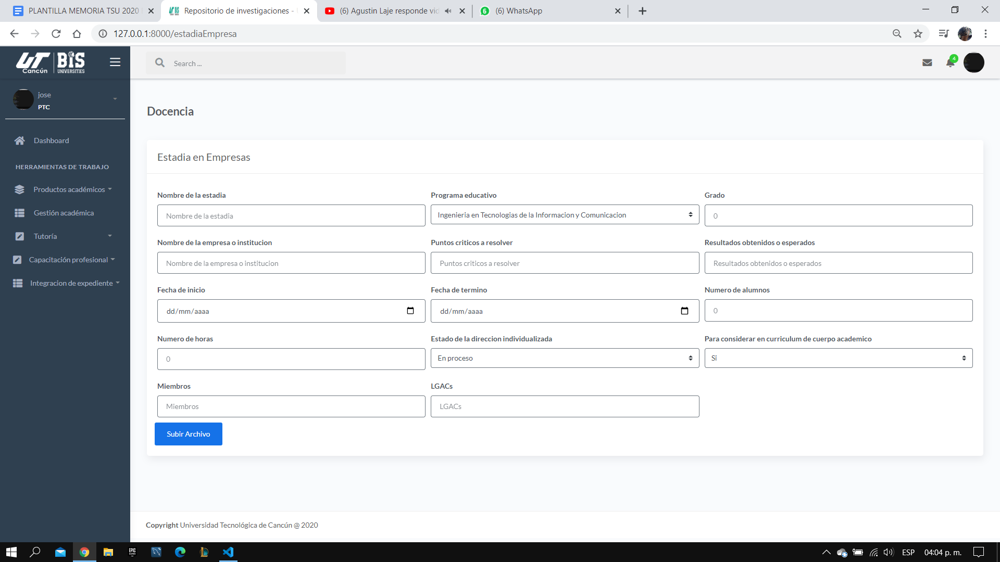 PLANTILLA MEMORIA TSU 2020
Repositorio de investigaciones -
(6) Agustin Laje responde vid
6
(6) WhatsApp
127.0.0.1:8000/estadiaEmpresa
UT Cancún
BIS UNIVERSITIES
Search ...
4
jose
PTC
Dashboard
HERRAMIENTAS DE TRABAJO
Productos académicos
Gestión académica
Tutoría
Capacitación profesional
Integracion de expediente
Docencia
Estadia en Empresas
Nombre de la estadia
Programa educativo
Grado
Nombre de la estadia
Ingenieria en Tecnologias de la Informacion y Comunicacion
0
Nombre de la empresa o institucion
Puntos criticos a resolver
Resultados obtenidos o esperados
Nombre de la empresa o institucion
Puntos criticos a resolver
Resultados obtenidos o esperados
Fecha de inicio
Fecha de termino
Numero de alumnos
dd/mm/aaaa
dd/mm/aaaa
0
Numero de horas
Estado de la direccion individualizada
Para considerar en curriculum de cuerpo academico
0
En proceso
Si
Miembros
LGACs
Miembros
LGACs
Subir Archivo
Copyright Universidad Tecnológica de Cancún @ 2020
EPIC GAMES
ESP
04:04 p. m.